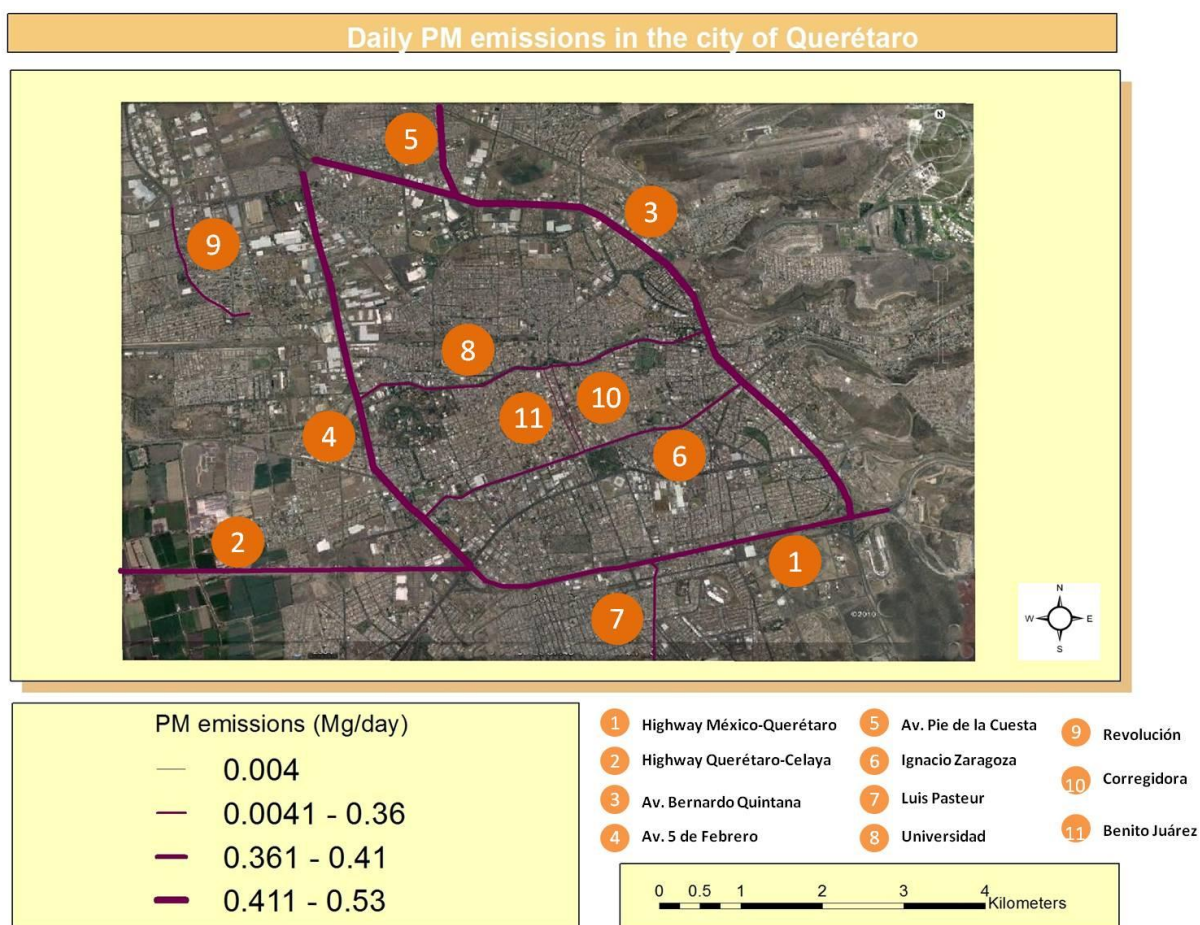 Daily PM emissions in the city of Querétaro
N
5
3
9
8
10
11
4
6
2
1
7
©2010
N
W E
S
PM emissions (Mg/day)
0.004
0.0041 - 0.36
0.361 - 0.41
0.411 - 0.53
1 Highway México-Querétaro
2 Highway Querétaro-Celaya
3 Av. Bernardo Quintana
4 Av. 5 de Febrero
5 Av. Pie de la Cuesta
6 Ignacio Zaragoza
7 Luis Pasteur
8 Universidad
9 Revolución
10 Corregidora
11 Benito Juárez
0 0.5 1 2 3 4
Kilometers